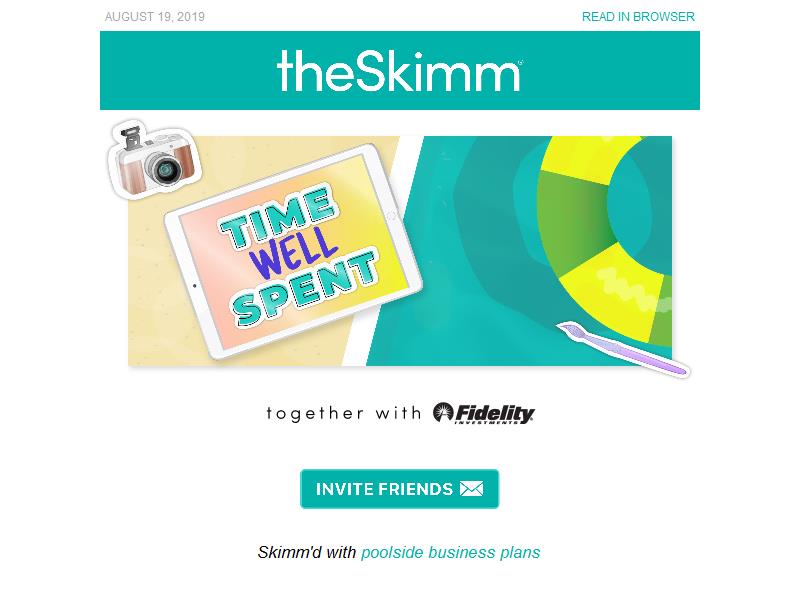 AUGUST 19, 2019 READ IN BROWSER
theSkimm
TIME
WELL
SPENT
together with Fidelity
INVESTMENTS
INVITE FRIENDS
Skimm'd with poolside business plans